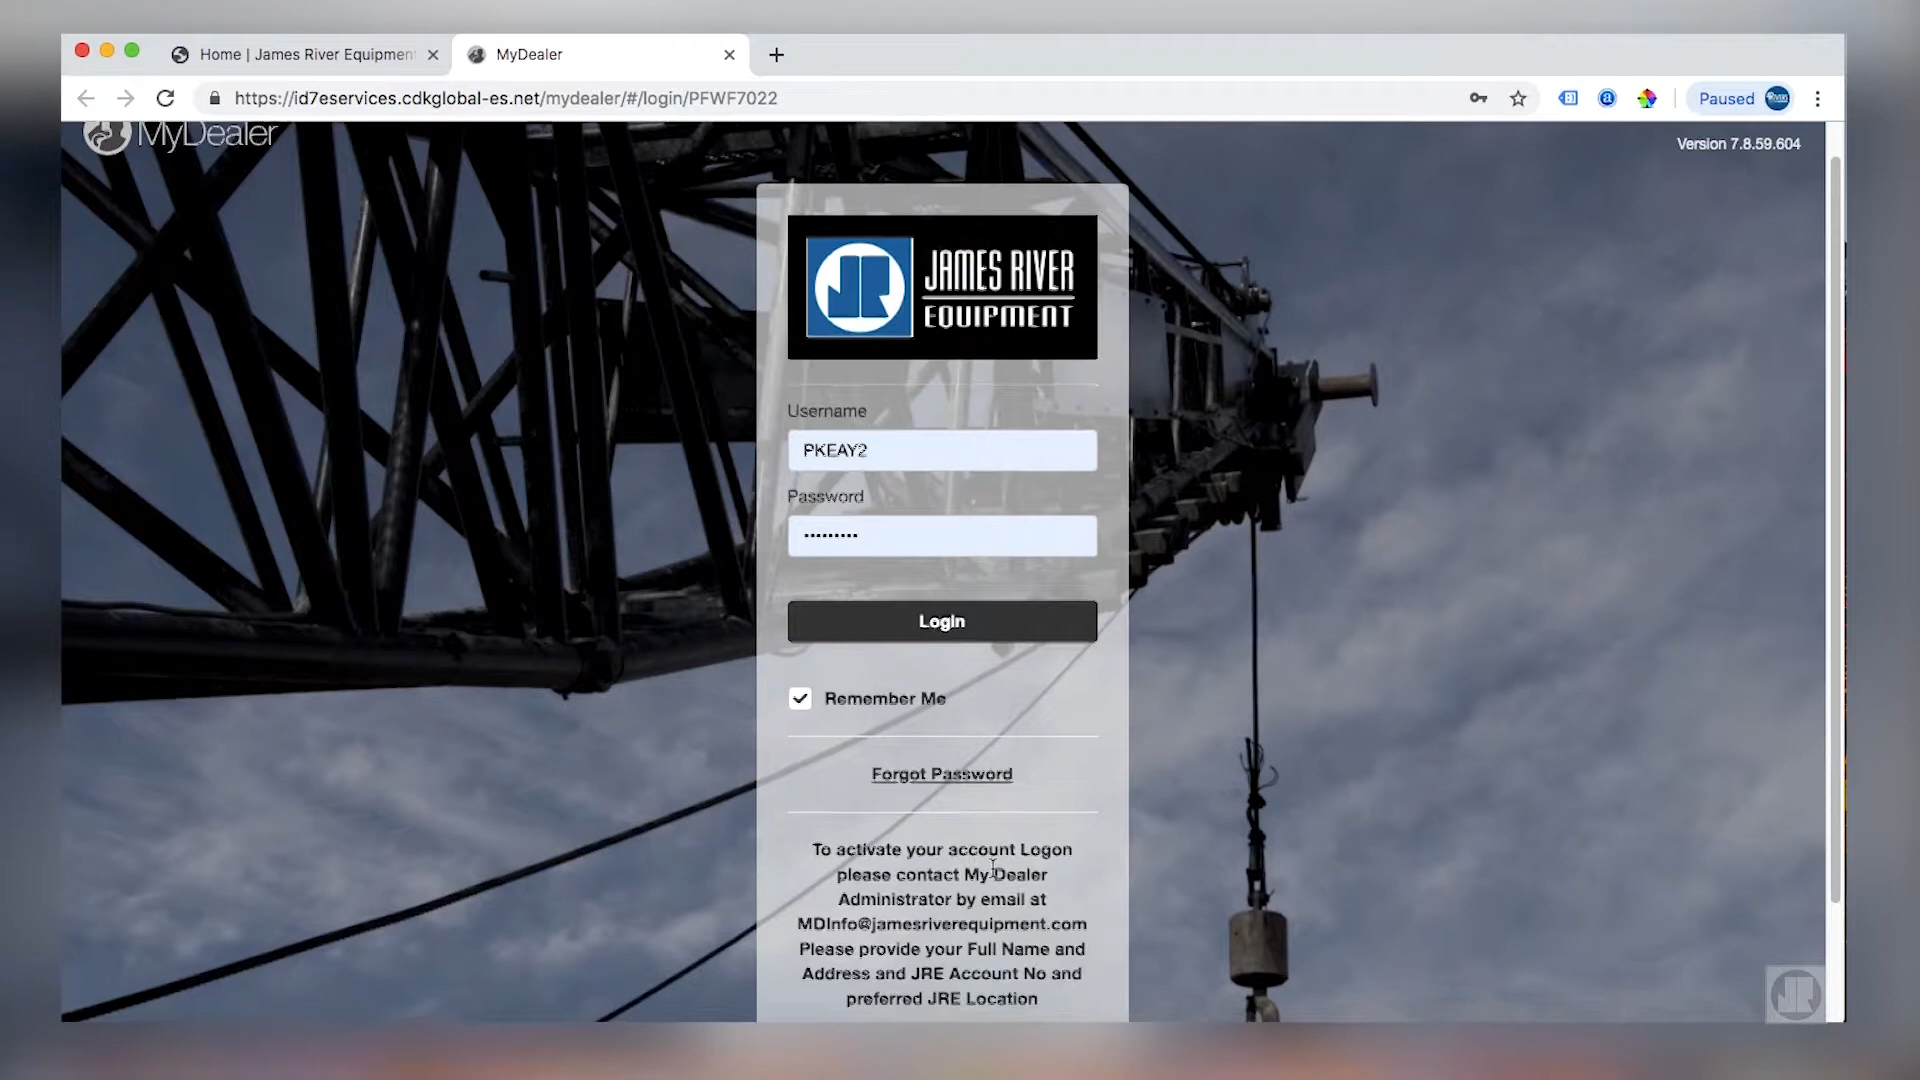 Home | James River Equipmen
MyDealer
https://id7eservices.cdkglobal-es.net/mydealer/#/login/PFWF7022
Paused
MyDealer
Version 7.8.59.604
JR
JAMES RIVER
EQUIPMENT
Username
PKEAY2
Password
•••••••••
Login
Remember Me
Forgot Password
To activate your account Logon
please contact My Dealer
Administrator by email at
MDInfo@jamesriverequipment.com
Please provide your Full Name and
Address and JRE Account No and
preferred JRE Location
JR